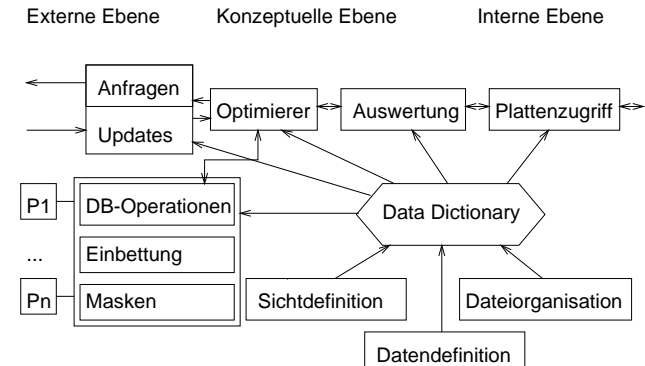 Externe Ebene
Konzeptuelle Ebene
Interne Ebene
Anfragen
Updates
Optimierer
Auswertung
Plattenzugriff
P1
DB-Operationen
Data Dictionary
...
Einbettung
Pn
Masken
Sichtdefinition
Dateiorganisation
Datendefinition